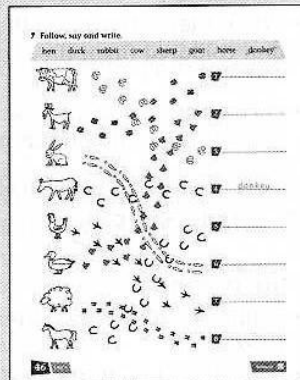 7 Follow, say and write.
hen duck rabbit cow sheep goat horse donkey
1
2
3
4 donkey
5
6
7
8
46